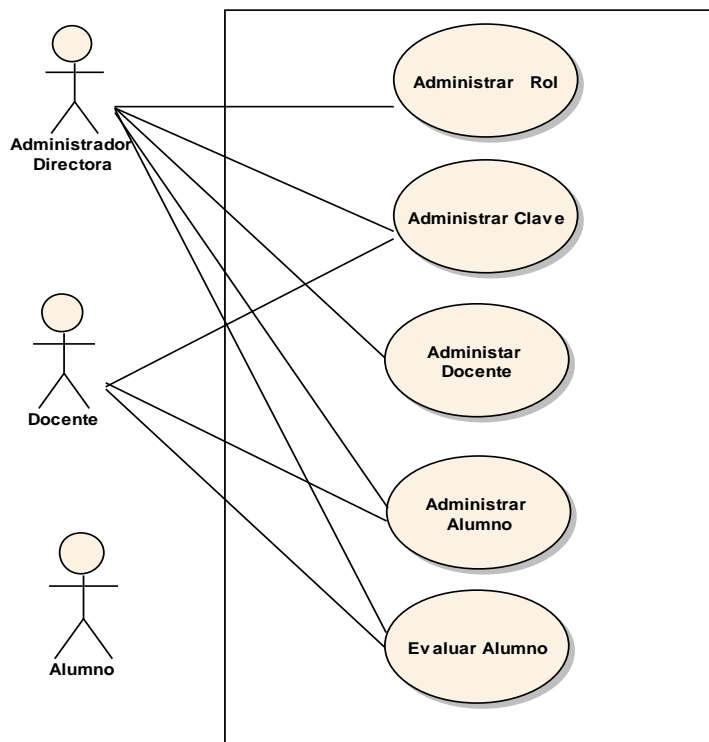 Administrador
Directora
Docente
Alumno
Administrar Rol
Administrar Clave
Administar
Docente
Administrar
Alumno
Evaluar Alumno